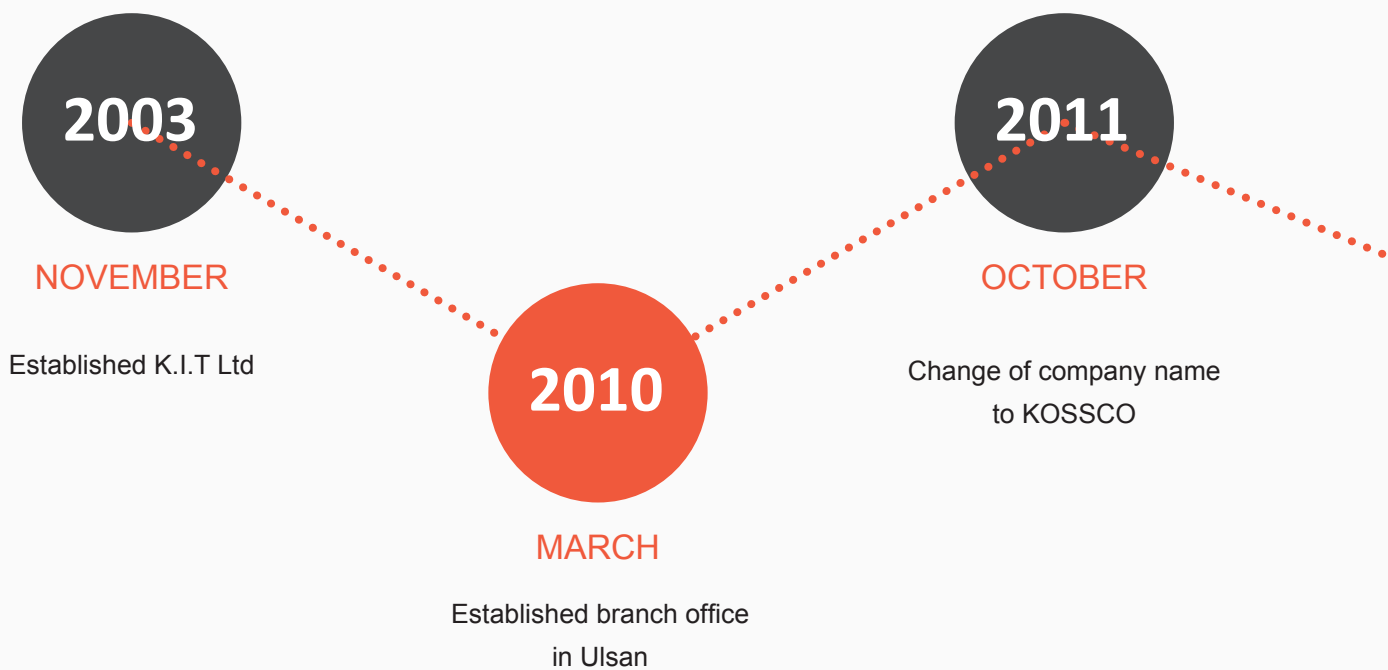 2003
NOVEMBER
Established K.I.T Ltd
2010
MARCH
Established branch office
in Ulsan
2011
OCTOBER
Change of company name
to KOSSCO